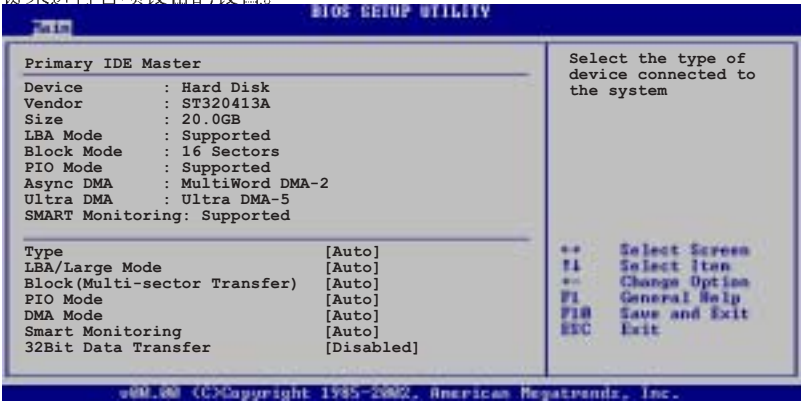 BIOS SETUP UTILITY
Main
Primary IDE Master
Device : Hard Disk
Vendor : ST320413A
Size : 20.0GB
LBA Mode : Supported
Block Mode : 16 Sectors
PIO Mode : Supported
Async DMA : MultiWord DMA-2
Ultra DMA : Ultra DMA-5
SMART Monitoring: Supported
Type [Auto]
LBA/Large Mode [Auto]
Block(Multi-sector Transfer) [Auto]
PIO Mode [Auto]
DMA Mode [Auto]
Smart Monitoring [Auto]
32Bit Data Transfer [Disabled]
Select the type of
device connected to
the system
←→ Select Screen
↑↓ Select Item
+- Change Option
F1 General Help
F10 Save and Exit
ESC Exit
v00.00 (C)Copyright 1985-2002, American Megatrends, Inc.